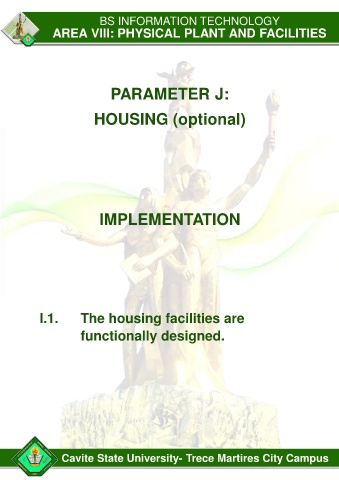 BS INFORMATION TECHNOLOGY
AREA VIII: PHYSICAL PLANT AND FACILITIES
PARAMETER J:
HOUSING (optional)
IMPLEMENTATION
I.1. The housing facilities are
functionally designed.
Cavite State University- Trece Martires City Campus